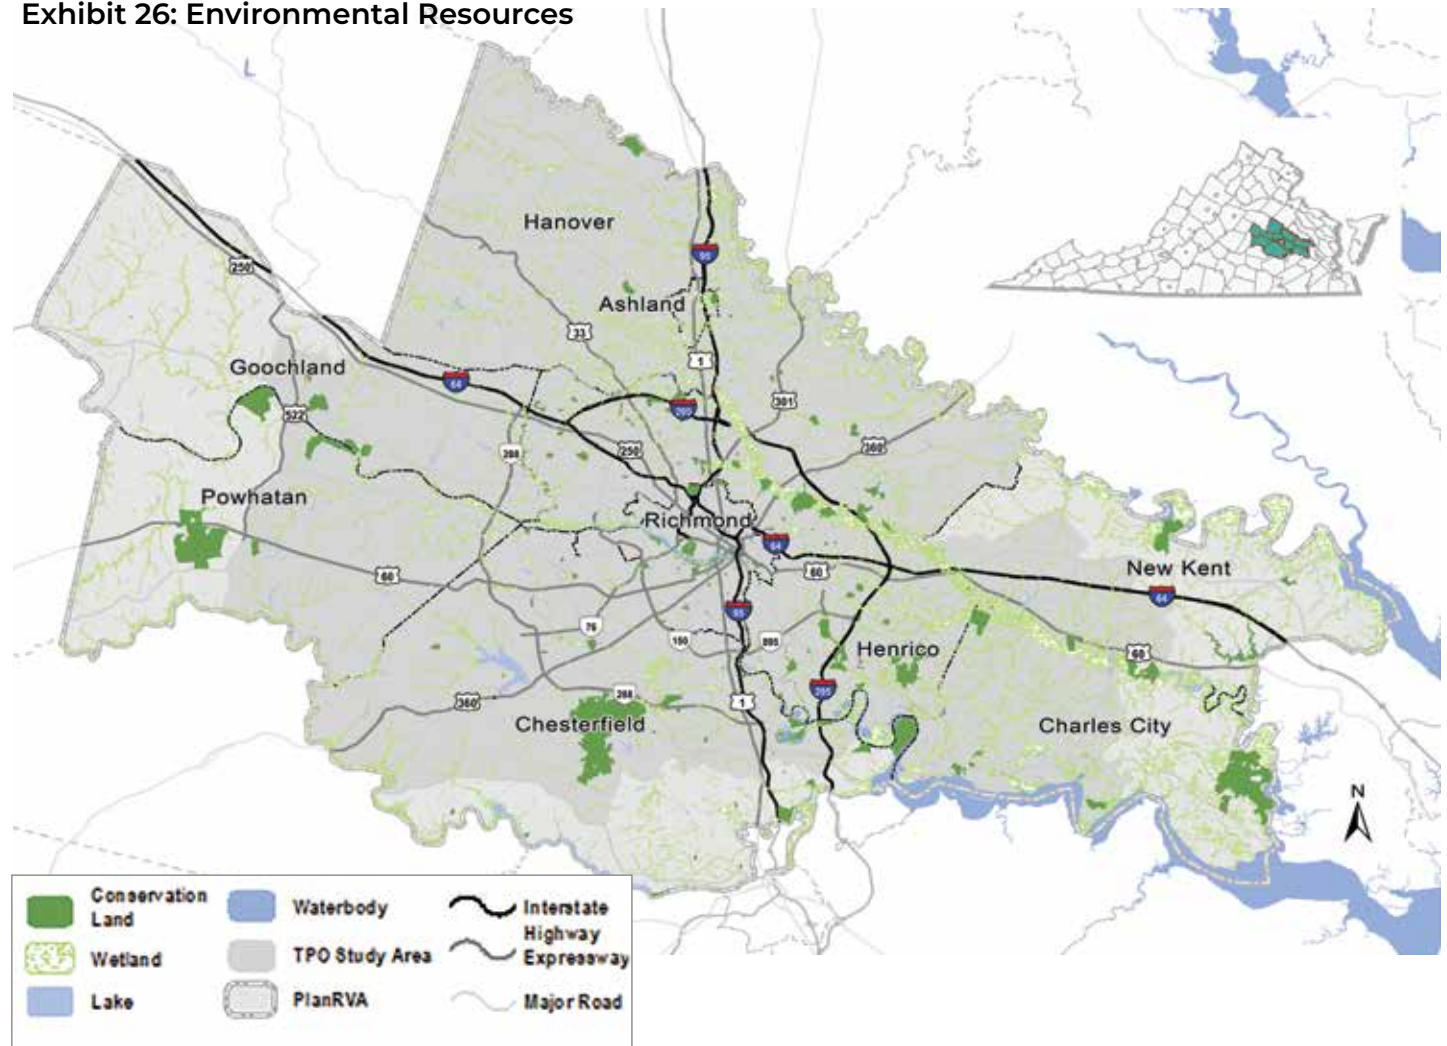 Exhibit 26: Environmental Resources
Hanover
95
250
Ashland
33
1
Goochland
64
301
295
522
288
250
360
Powhatan
Richmond
64
60
60
New Kent
64
95
76
150
895
Henrico
60
288
295
360
1
Chesterfield
Charles City
N
Conservation
Land
Wetland
Lake
Waterbody
TPO Study Area
PlanRVA
Interstate
Highway
Expressway
Major Road